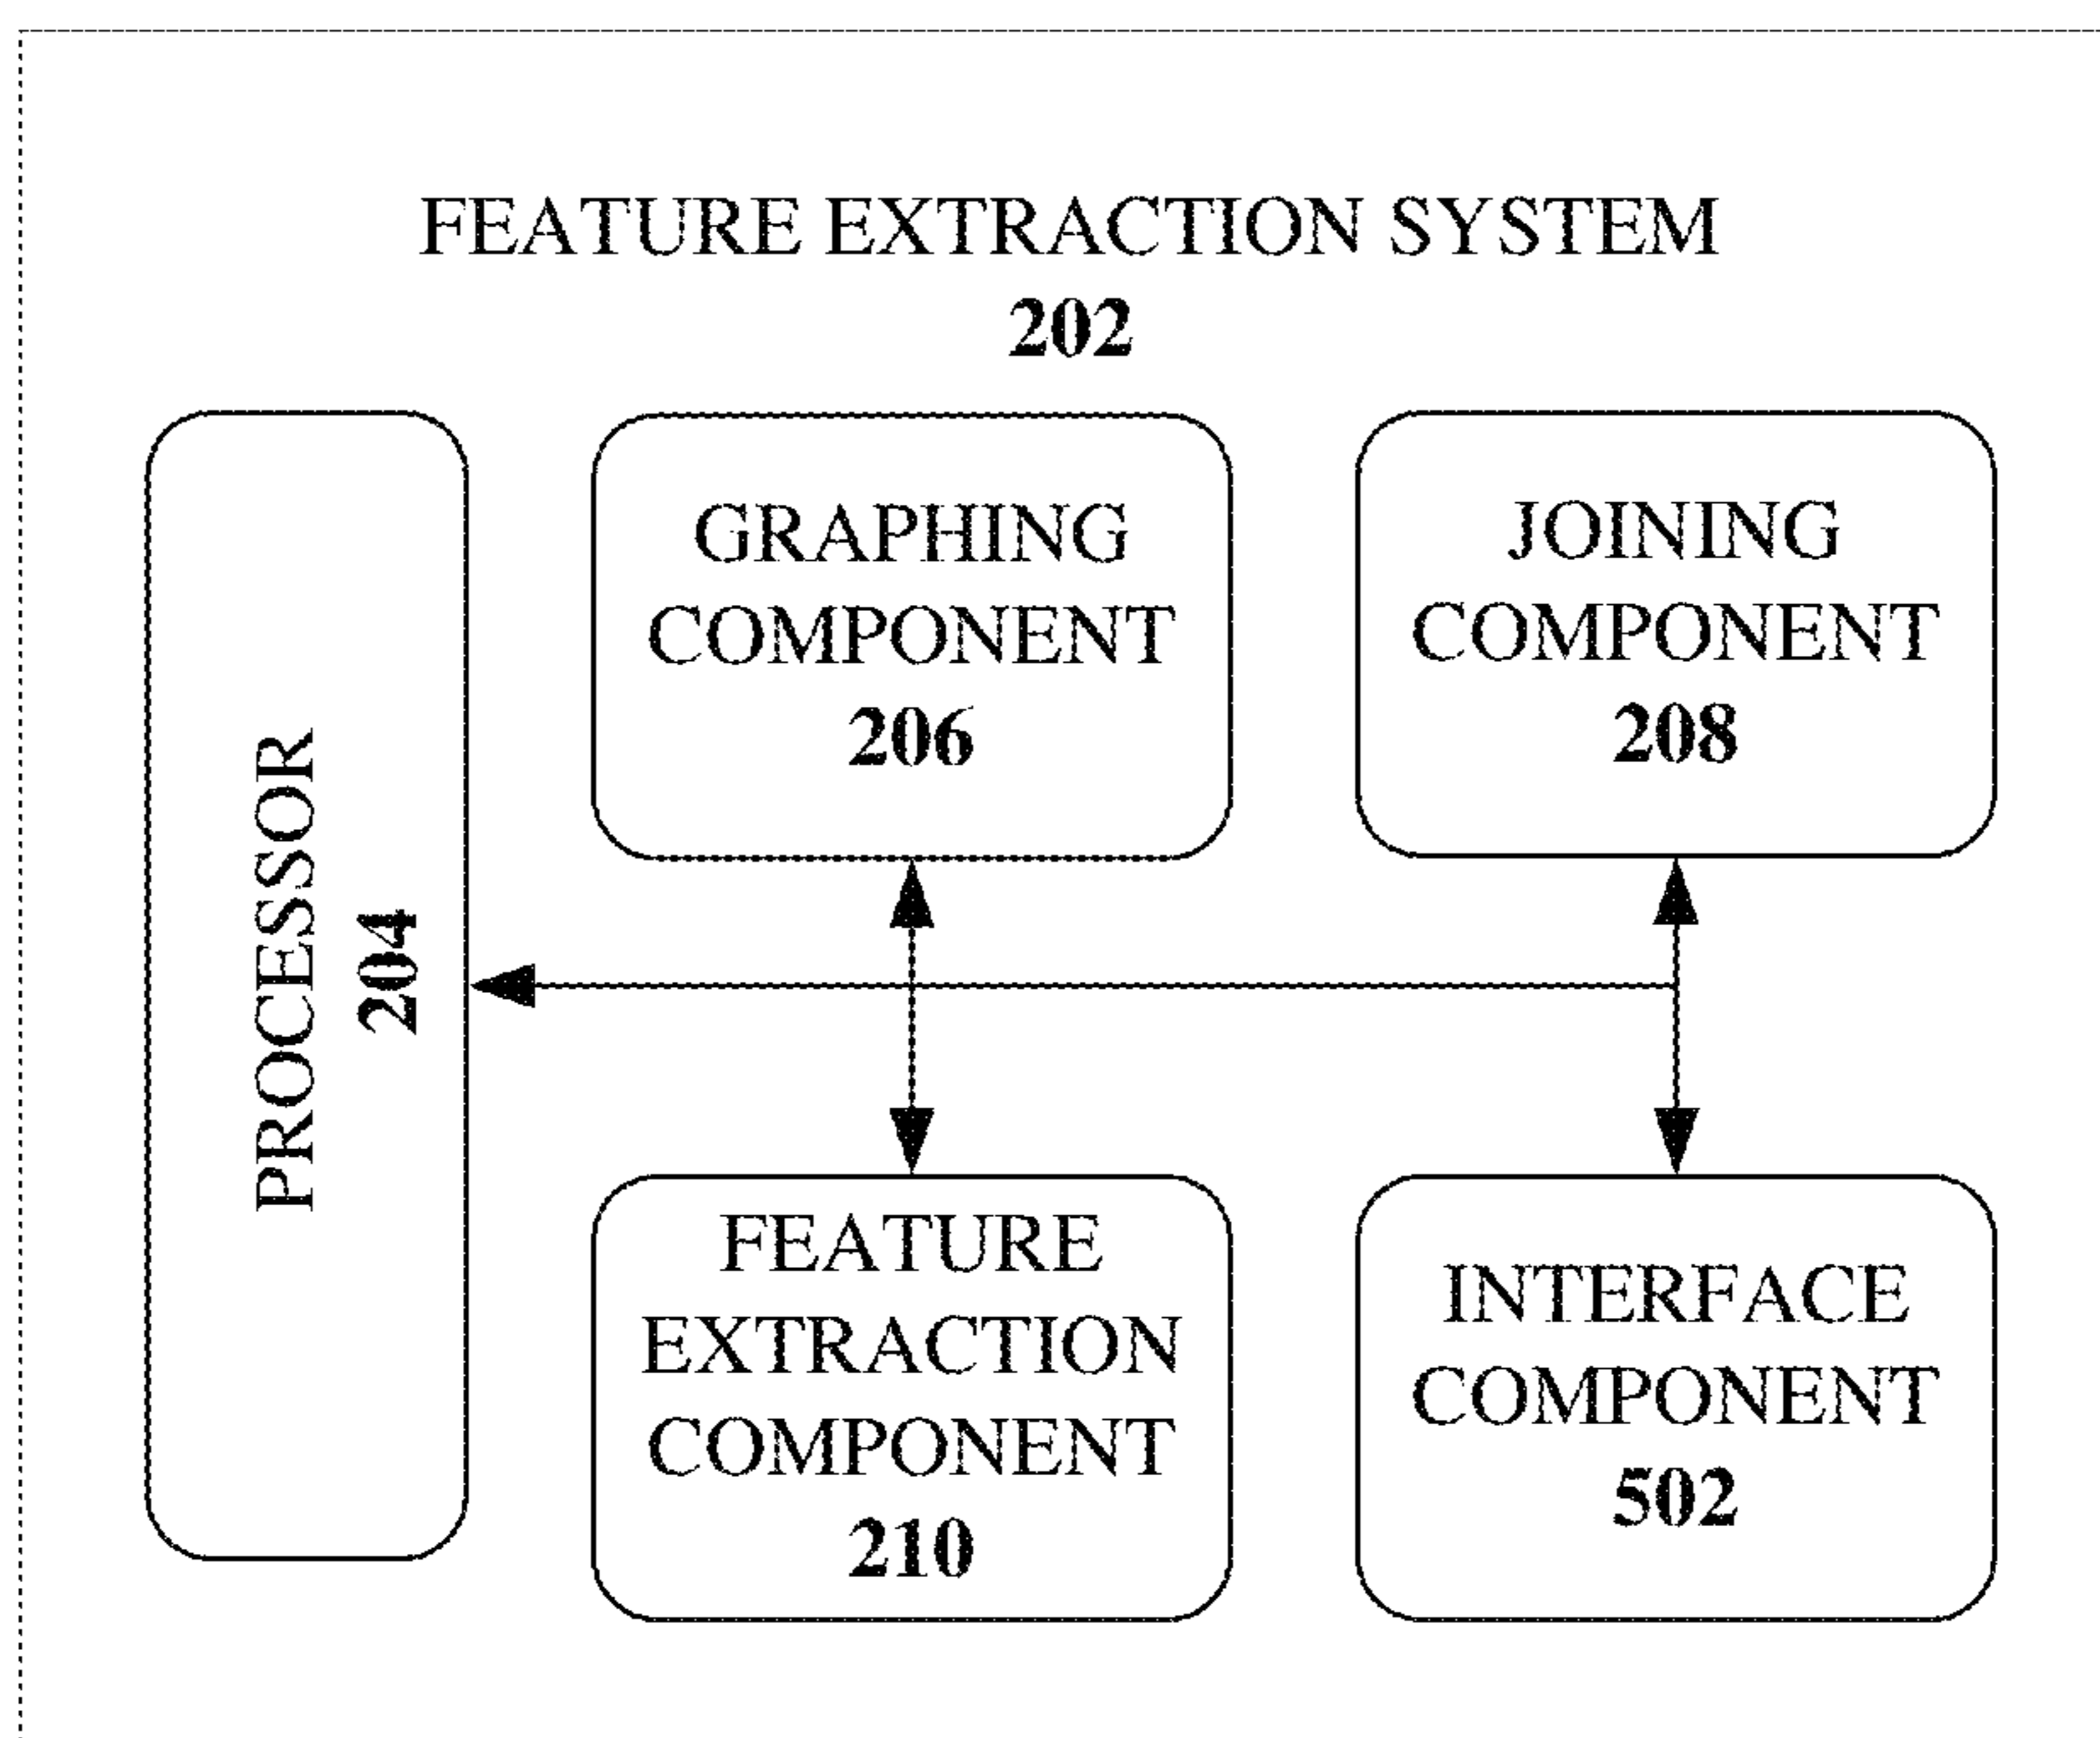 FEATURE EXTRACTION SYSTEM
202
PROCESSOR
204
GRAPHING
COMPONENT
206
JOINING
COMPONENT
208
FEATURE
EXTRACTION
COMPONENT
210
INTERFACE
COMPONENT
502